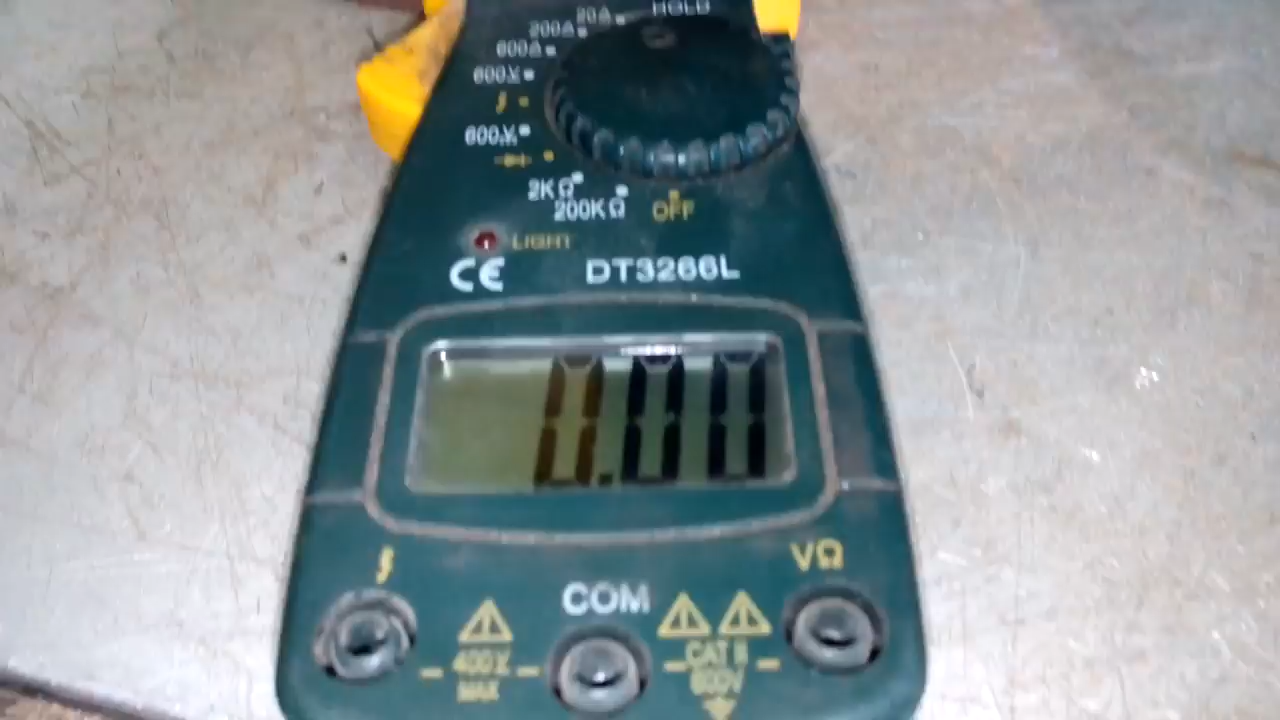 HOLD
20A
200A
600A
600V
600V
2KΩ
200KΩ
OFF
LIGHT
CE
DT3266L
0.00
VΩ
COM
400V
MAX
CAT II
600V